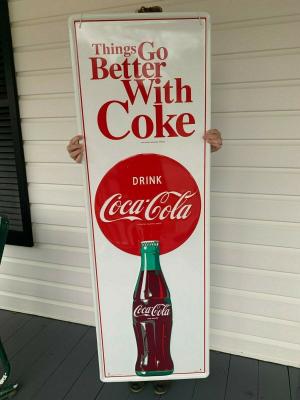 Things Go
Better
With
Coke
DRINK
Coca-Cola
Coca-Cola